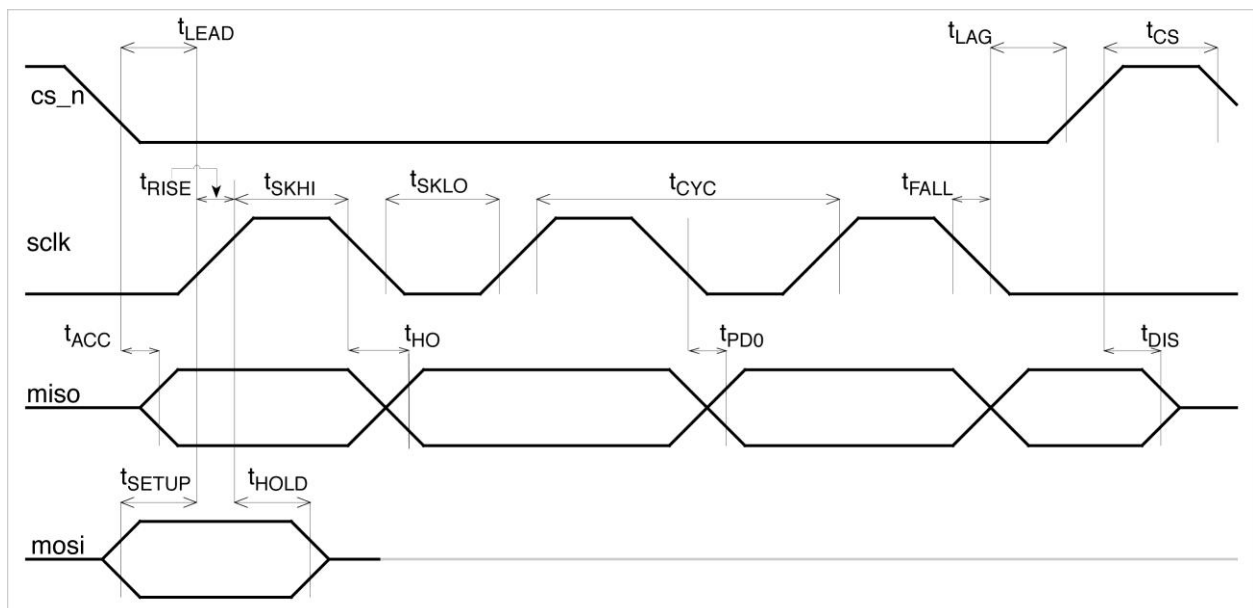 tLEAD
tLAG
tCS
cs_n
tRISE
tSKHI
tSKLO
tCYC
tFALL
sclk
tACC
tHO
tPD0
tDIS
miso
tSETUP
tHOLD
mosi